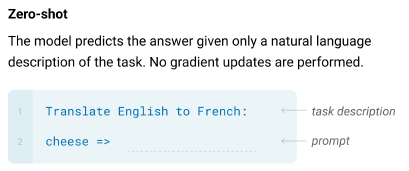 Zero-shot
The model predicts the answer given only a natural language
description of the task. No gradient updates are performed.
1 Translate English to French: task description
2 cheese => prompt